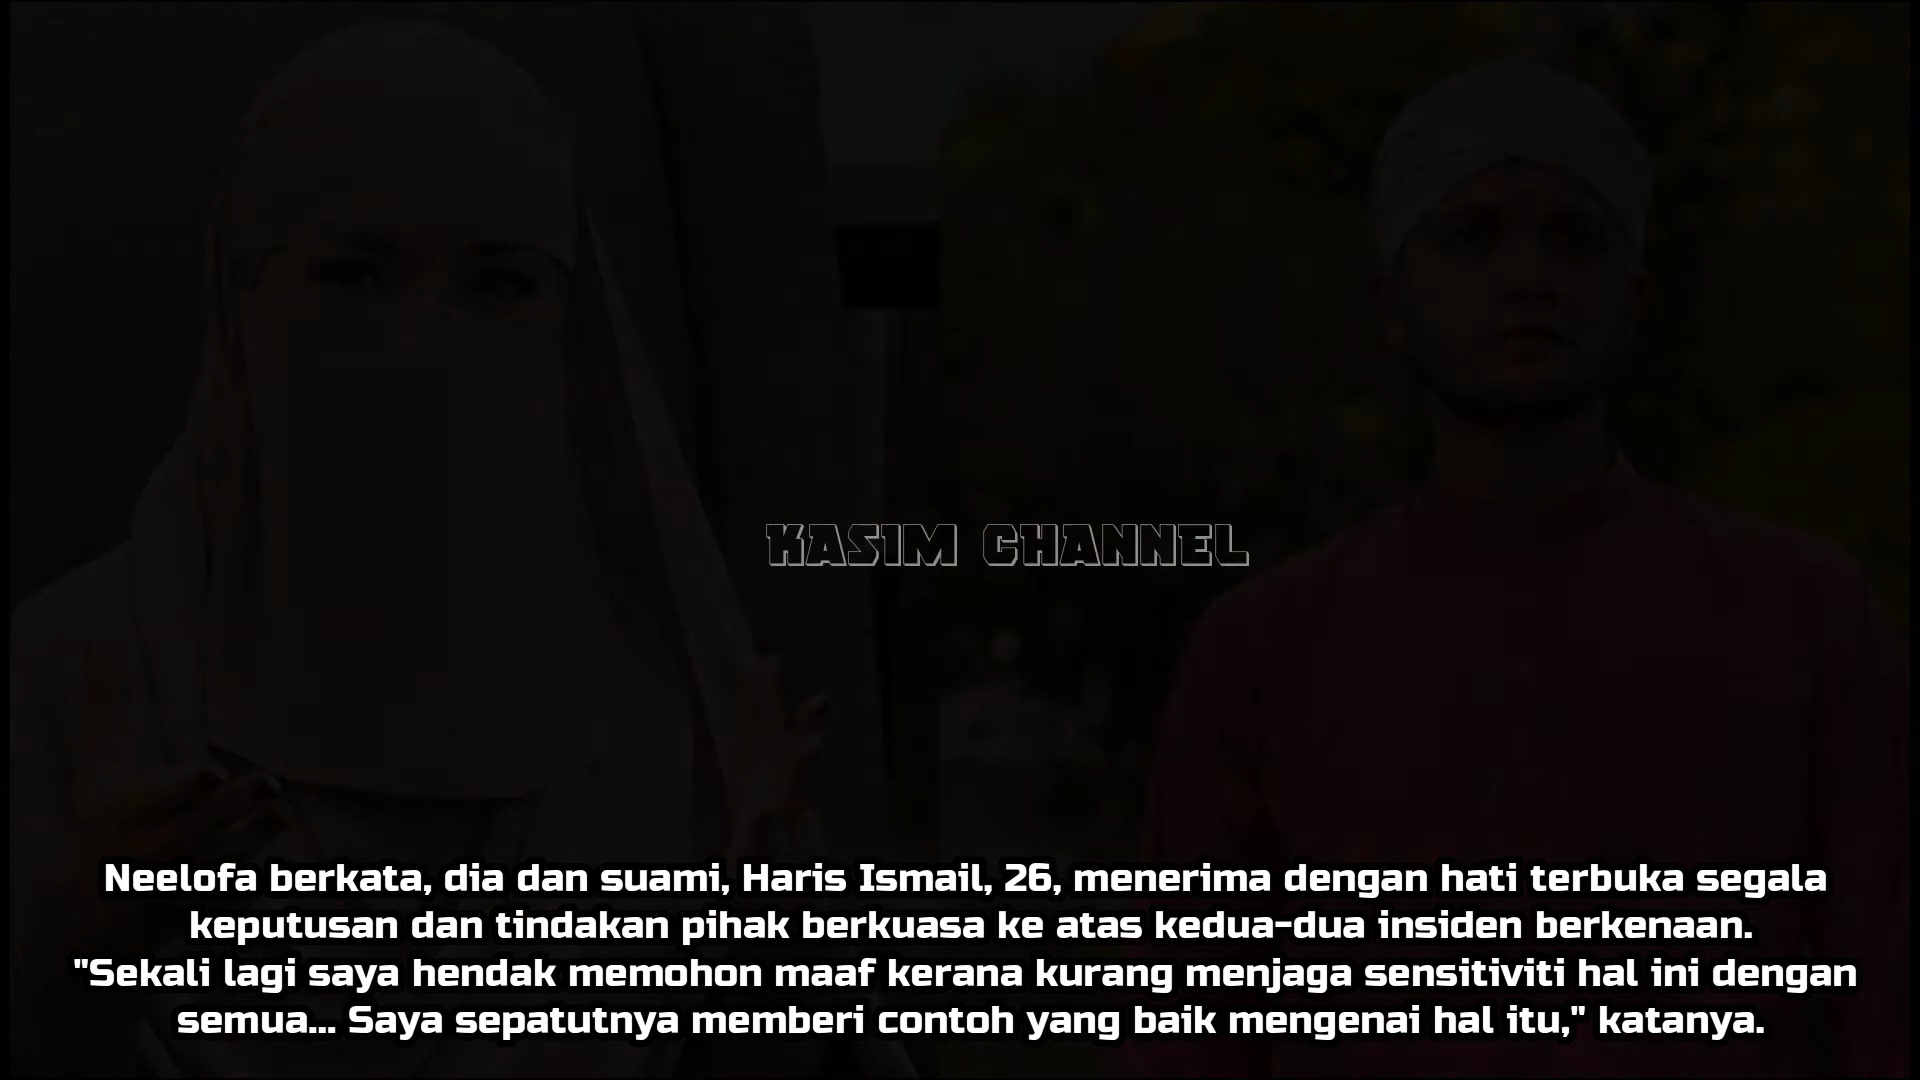 KASIM CHANNEL
Neelofa berkata, dia dan suami, Haris Ismail, 26, menerima dengan hati terbuka segala
keputusan dan tindakan pihak berkuasa ke atas kedua-dua insiden berkenaan.
"Sekali lagi saya hendak memohon maaf kerana kurang menjaga sensitiviti hal ini dengan
semua... Saya sepatutnya memberi contoh yang baik mengenai hal itu," katanya.